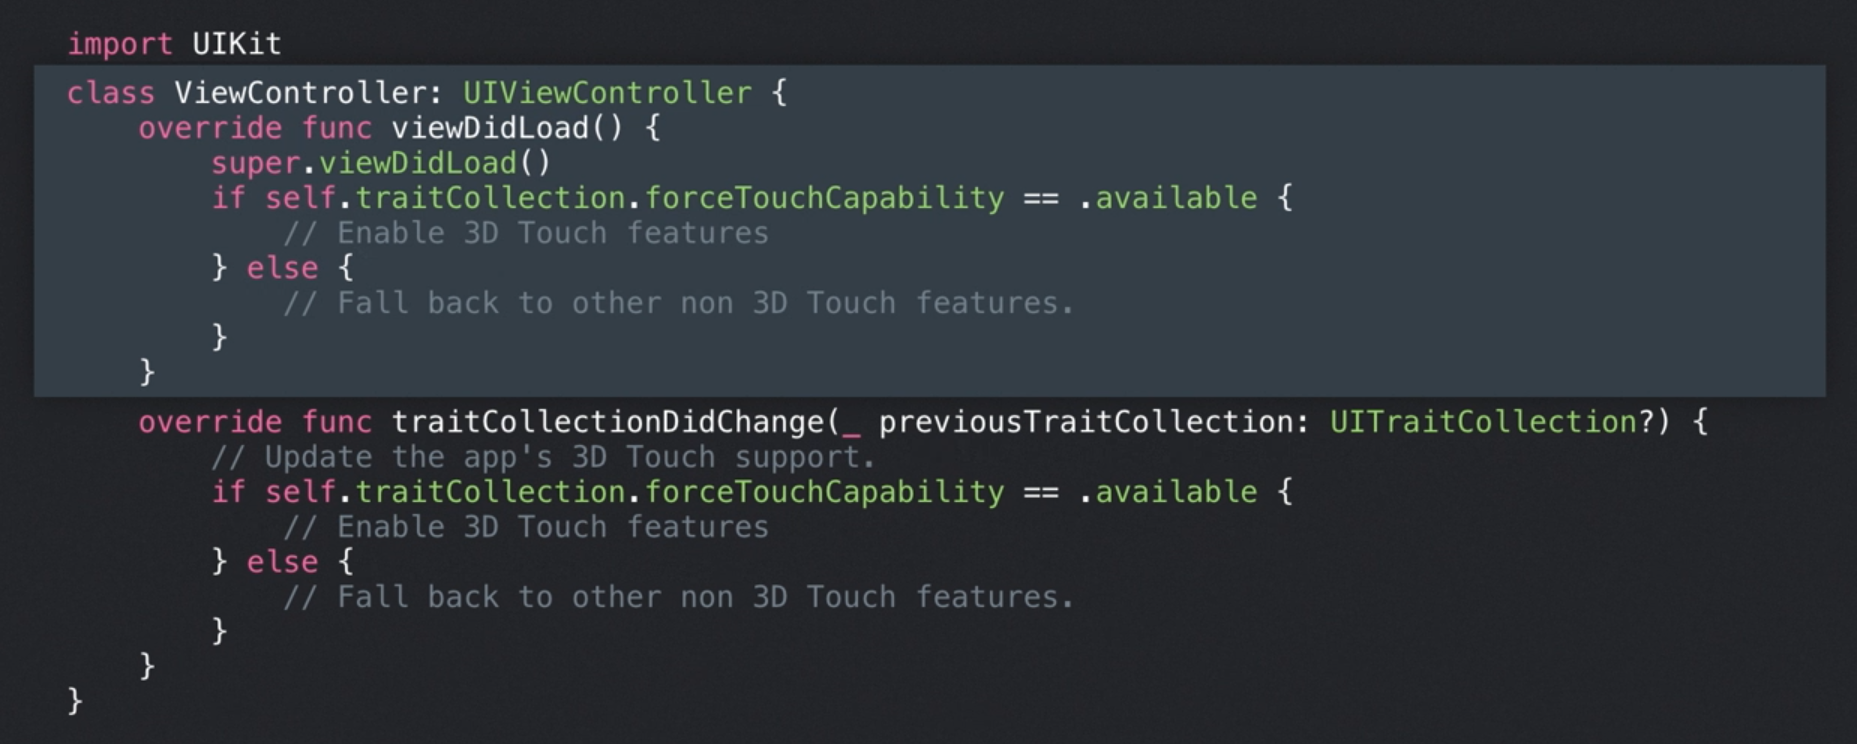 import UIKit
class ViewController: UIViewController {
    override func viewDidLoad() {
        super.viewDidLoad()
        if self.traitCollection.forceTouchCapability == .available {
            // Enable 3D Touch features
        } else {
            // Fall back to other non 3D Touch features.
        }
    }
    override func traitCollectionDidChange(_ previousTraitCollection: UITraitCollection?) {
        // Update the app's 3D Touch support.
        if self.traitCollection.forceTouchCapability == .available {
            // Enable 3D Touch features
        } else {
            // Fall back to other non 3D Touch features.
        }
    }
}